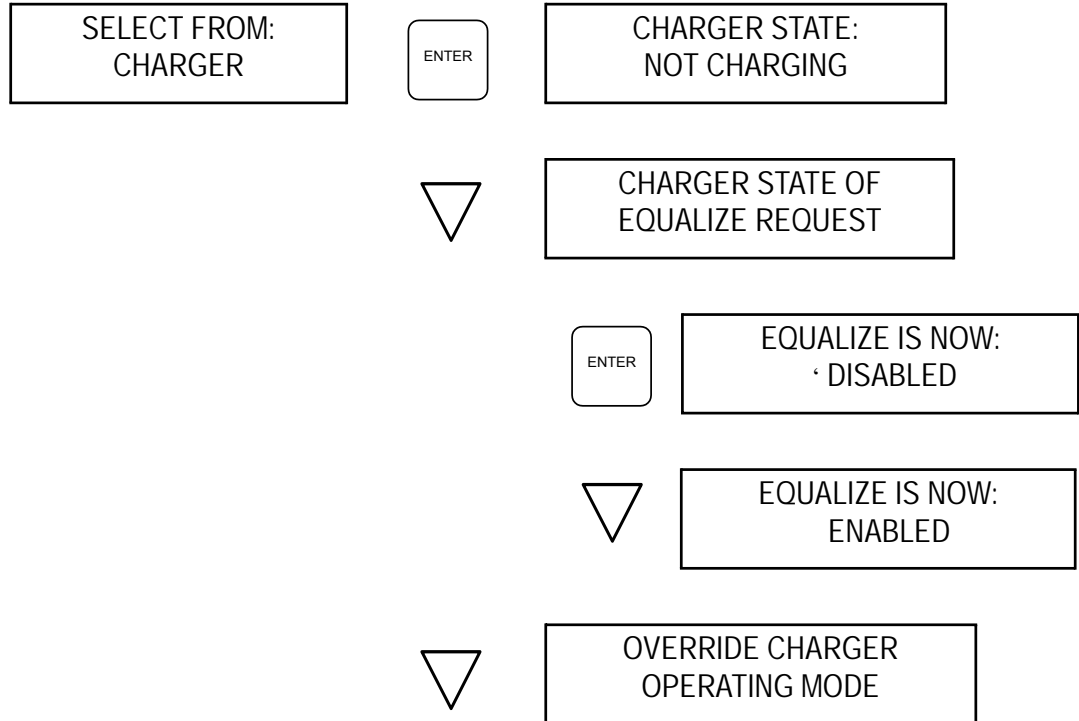 SELECT FROM:
CHARGER
ENTER
CHARGER STATE:
NOT CHARGING
CHARGER STATE OF
EQUALIZE REQUEST
ENTER
EQUALIZE IS NOW:
‘ DISABLED
EQUALIZE IS NOW:
ENABLED
OVERRIDE CHARGER
OPERATING MODE